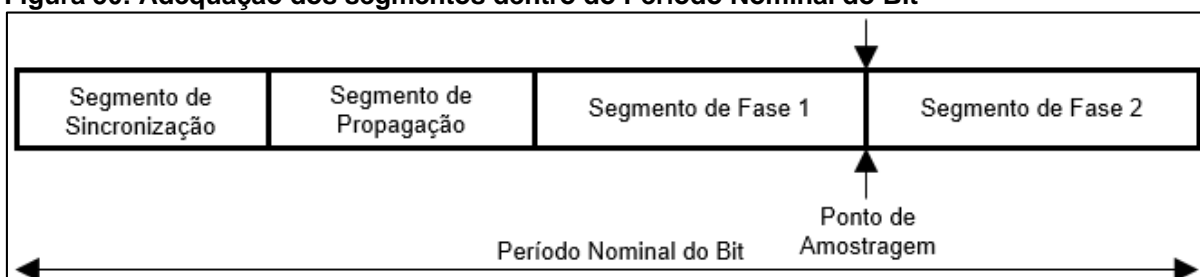 Figura 30: Adequação dos segmentos dentro do Período Nominal do Bit
Segmento de
Sincronização
Segmento de
Propagação
Segmento de Fase 1
Segmento de Fase 2
Ponto de
Amostragem
Período Nominal do Bit